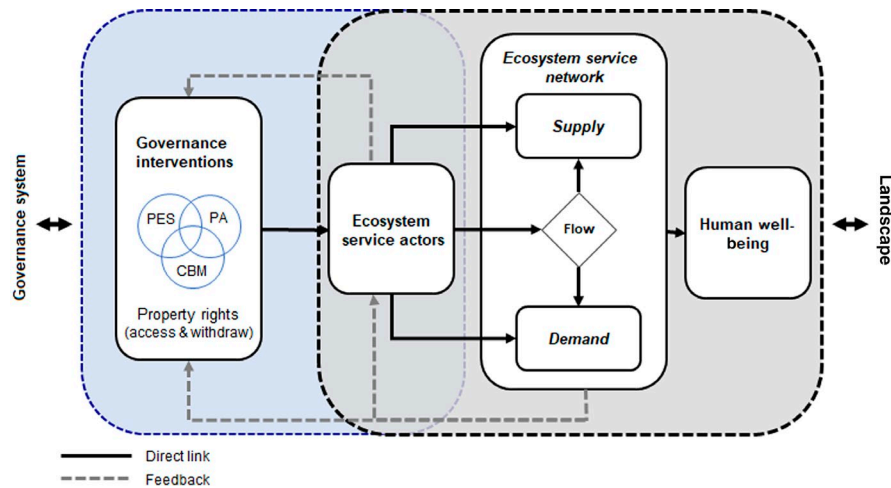 Governance system
Governance
interventions
PES
PA
CBM
Property rights
(access & withdraw)
Ecosystem
service actors
Ecosystem service
network
Supply
Flow
Demand
Human well-
being
Landscape
Direct link
Feedback